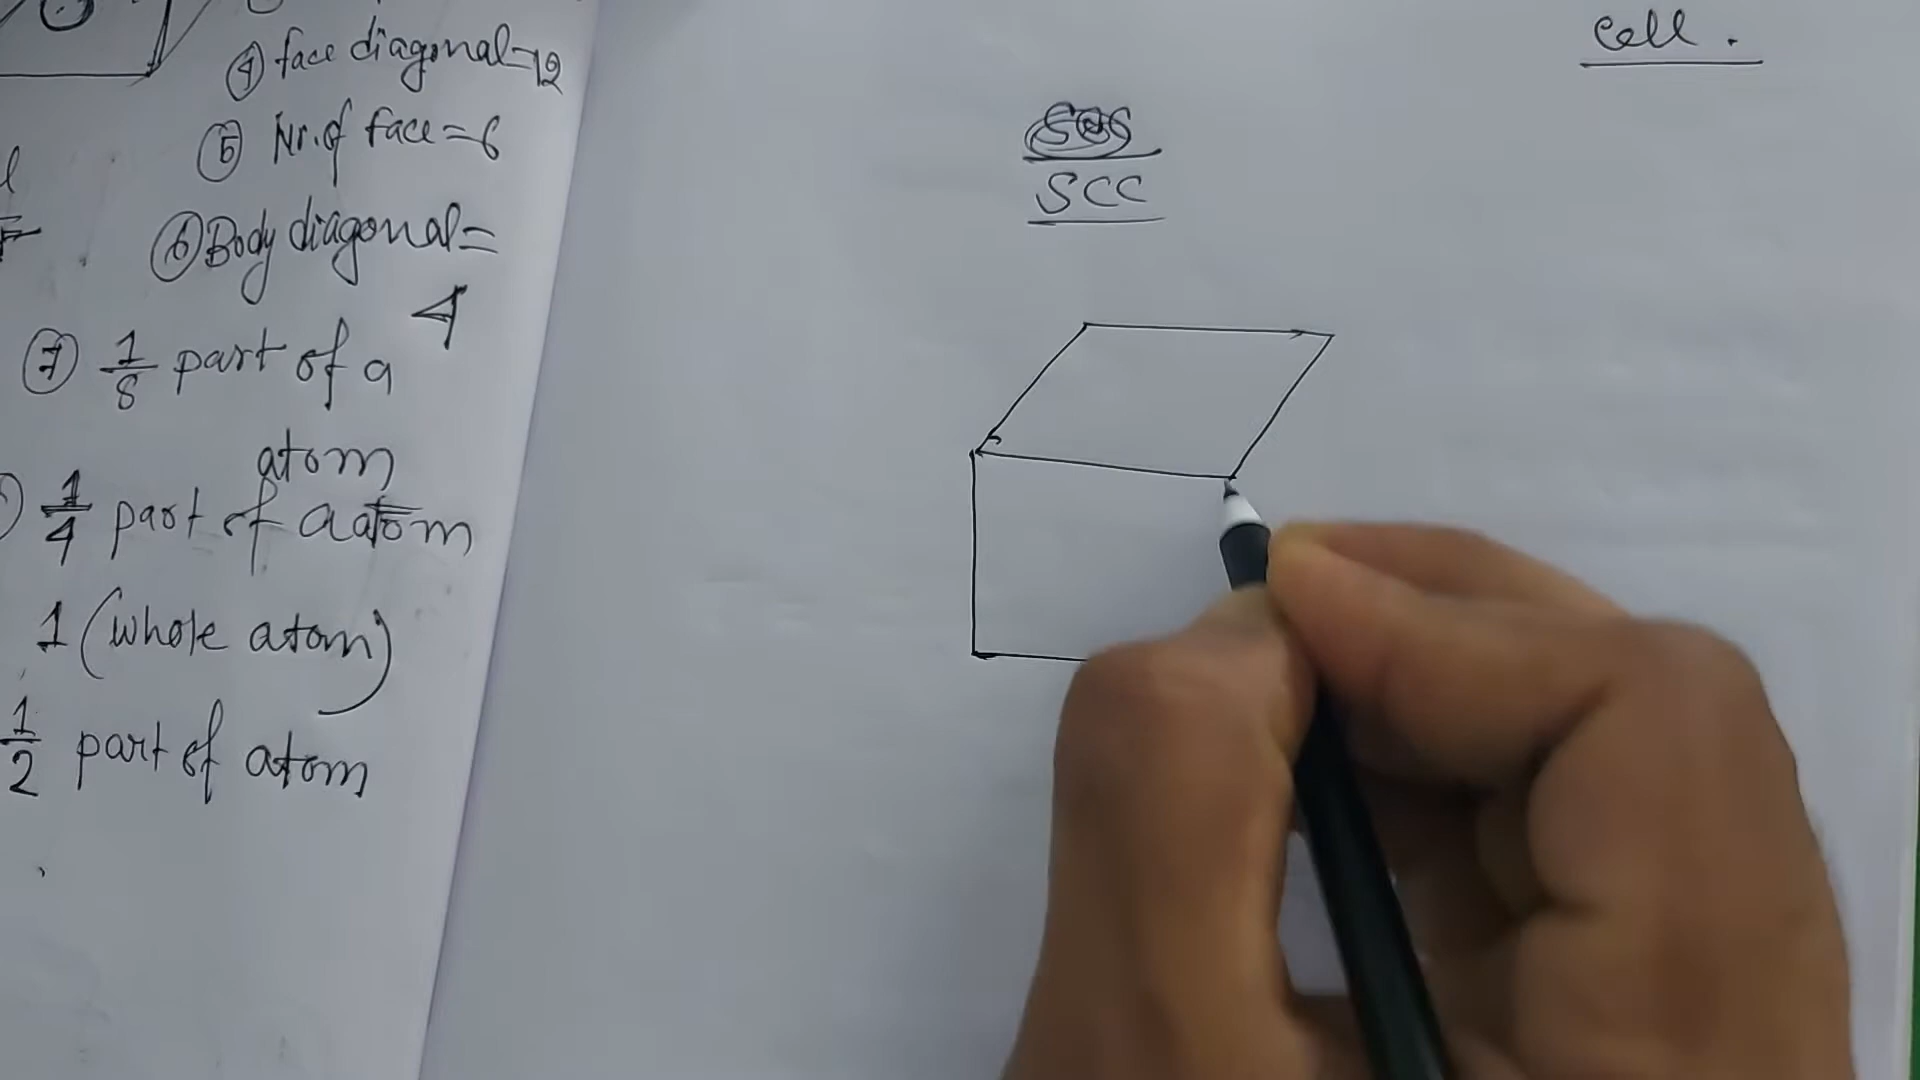 ④ face diagonal=12
⑤ Nr. of face=6
⑥ Body diagonal=
4
⑦ 1/8 part of a
atom
1/4 part of a atom
1 (whole atom)
1/2 part of atom
cell.
SCC